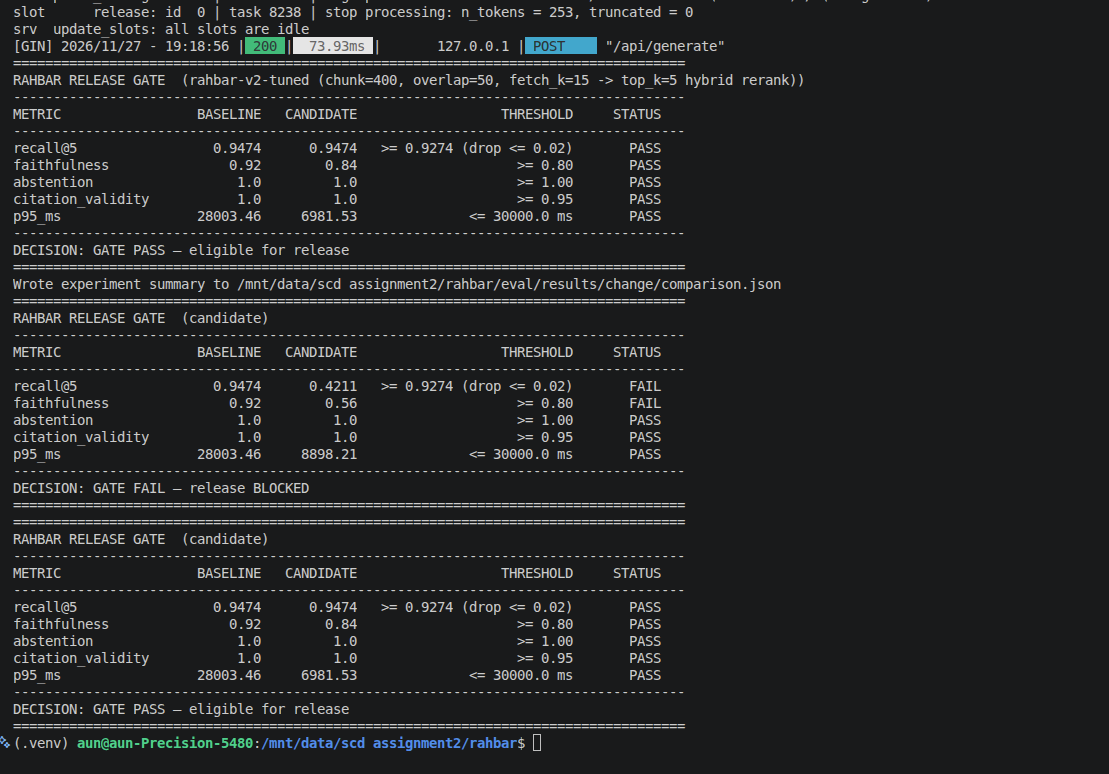 slot      release: id  0 | task 8238 | stop processing: n_tokens = 253, truncated = 0
srv  update_slots: all slots are idle
[GIN] 2026/11/27 - 19:18:56 | 200 |   73.93ms |       127.0.0.1 | POST     "/api/generate"
====================================================================================
RAHBAR RELEASE GATE  (rahbar-v2-tuned (chunk=400, overlap=50, fetch_k=15 -> top_k=5 hybrid rerank))
------------------------------------------------------------------------------------
METRIC                 BASELINE   CANDIDATE                  THRESHOLD     STATUS
------------------------------------------------------------------------------------
recall@5                 0.9474      0.9474   >= 0.9274 (drop <= 0.02)       PASS
faithfulness               0.92        0.84                    >= 0.80       PASS
abstention                  1.0         1.0                    >= 1.00       PASS
citation_validity           1.0         1.0                    >= 0.95       PASS
p95_ms                 28003.46     6981.53              <= 30000.0 ms       PASS
------------------------------------------------------------------------------------
DECISION: GATE PASS — eligible for release
====================================================================================
Wrote experiment summary to /mnt/data/scd assignment2/rahbar/eval/results/change/comparison.json
====================================================================================
RAHBAR RELEASE GATE  (candidate)
------------------------------------------------------------------------------------
METRIC                 BASELINE   CANDIDATE                  THRESHOLD     STATUS
------------------------------------------------------------------------------------
recall@5                 0.9474      0.4211   >= 0.9274 (drop <= 0.02)       FAIL
faithfulness               0.92        0.56                    >= 0.80       FAIL
abstention                  1.0         1.0                    >= 1.00       PASS
citation_validity           1.0         1.0                    >= 0.95       PASS
p95_ms                 28003.46     8898.21              <= 30000.0 ms       PASS
------------------------------------------------------------------------------------
DECISION: GATE FAIL — release BLOCKED
====================================================================================
====================================================================================
RAHBAR RELEASE GATE  (candidate)
------------------------------------------------------------------------------------
METRIC                 BASELINE   CANDIDATE                  THRESHOLD     STATUS
------------------------------------------------------------------------------------
recall@5                 0.9474      0.9474   >= 0.9274 (drop <= 0.02)       PASS
faithfulness               0.92        0.84                    >= 0.80       PASS
abstention                  1.0         1.0                    >= 1.00       PASS
citation_validity           1.0         1.0                    >= 0.95       PASS
p95_ms                 28003.46     6981.53              <= 30000.0 ms       PASS
------------------------------------------------------------------------------------
DECISION: GATE PASS — eligible for release
====================================================================================
(.venv) aun@aun-Precision-5480:/mnt/data/scd assignment2/rahbar$